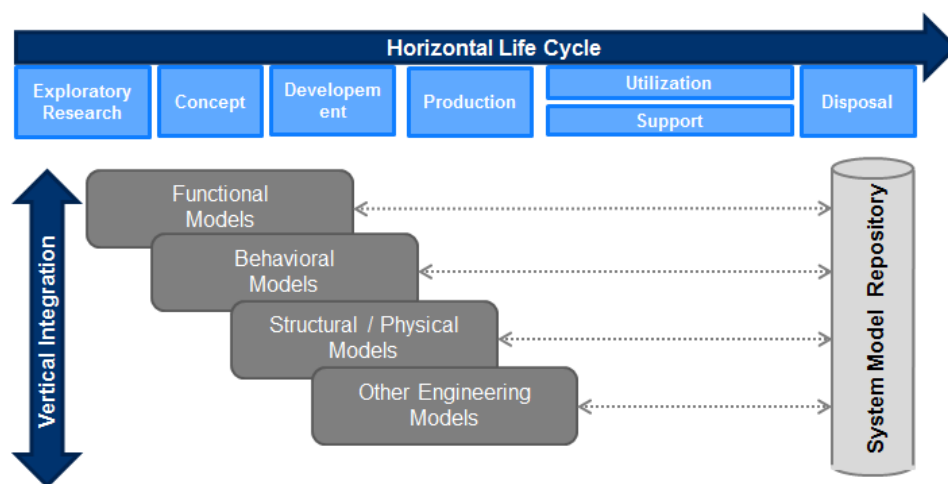 Horizontal Life Cycle
Exploratory
Research
Concept
Developem
ent
Production
Utilization
Support
Disposal
Vertical Integration
Functional
Models
Behavioral
Models
Structural / Physical
Models
Other Engineering
Models
System Model Repository